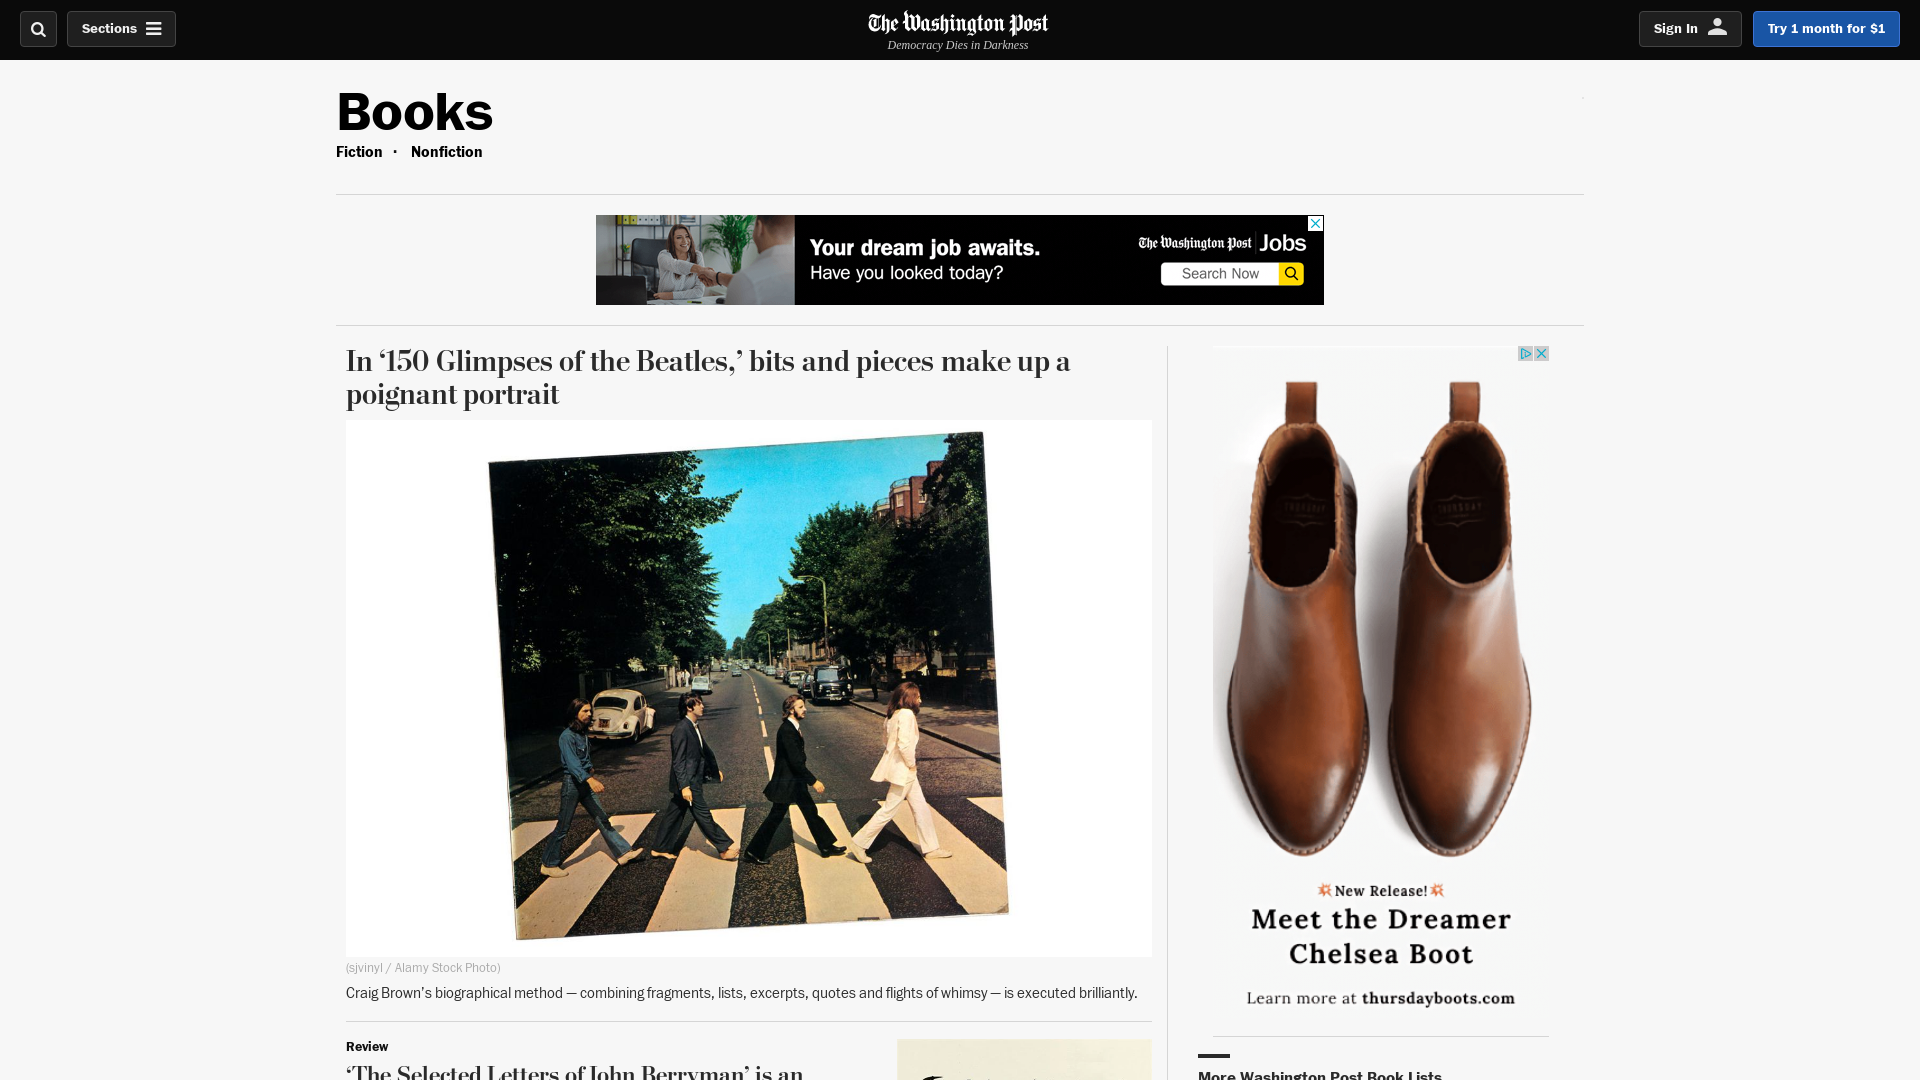 Sections
The Washington Post
Democracy Dies in Darkness
Sign In
Try 1 month for $1
Books
Fiction · Nonfiction
Your dream job awaits.
Have you looked today?
The Washington Post Jobs
Search Now
In ‘150 Glimpses of the Beatles,’ bits and pieces make up a
poignant portrait
(sjvinyl / Alamy Stock Photo)
Craig Brown’s biographical method — combining fragments, lists, excerpts, quotes and flights of whimsy — is executed brilliantly.
Review
‘The Selected Letters of John Berryman’ is an
THURSDAY
THURSDAY
New Release!
Meet the Dreamer
Chelsea Boot
Learn more at thursdayboots.com
More Washington Post Book Lists